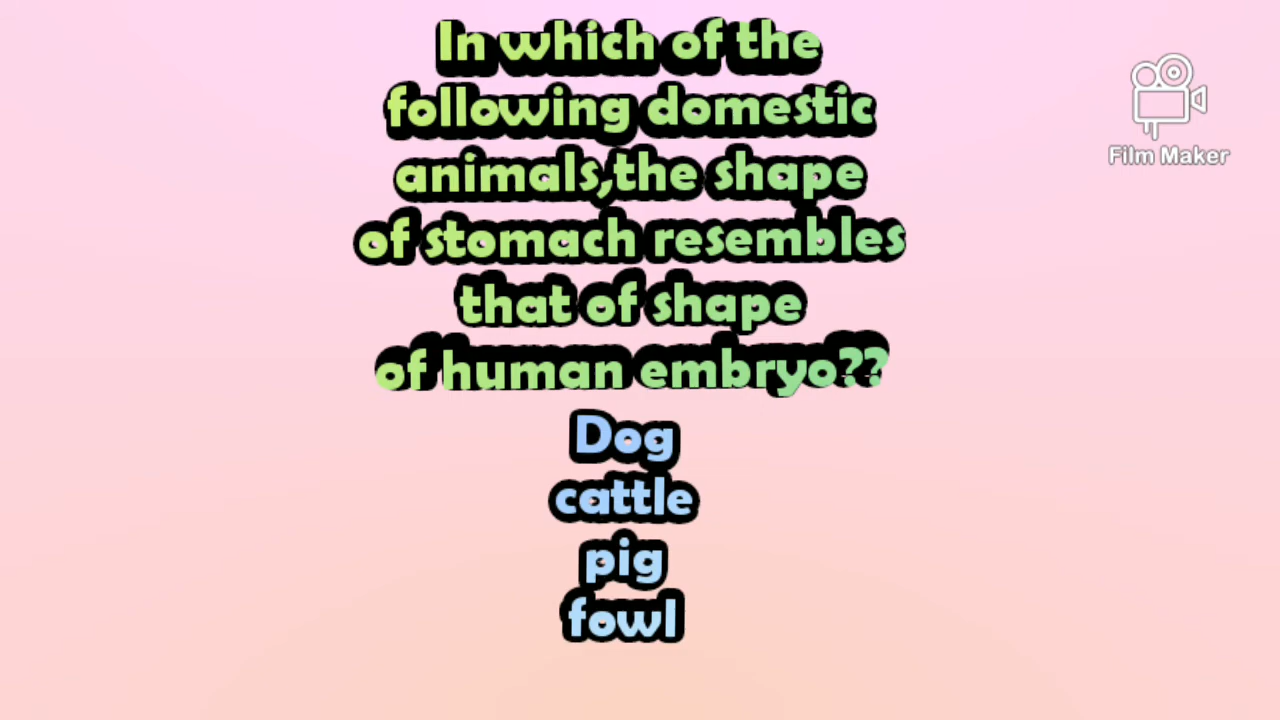 In which of the
following domestic
animals,the shape
of stomach resembles
that of shape
of human embryo??
Dog
cattle
pig
fowl
Film Maker